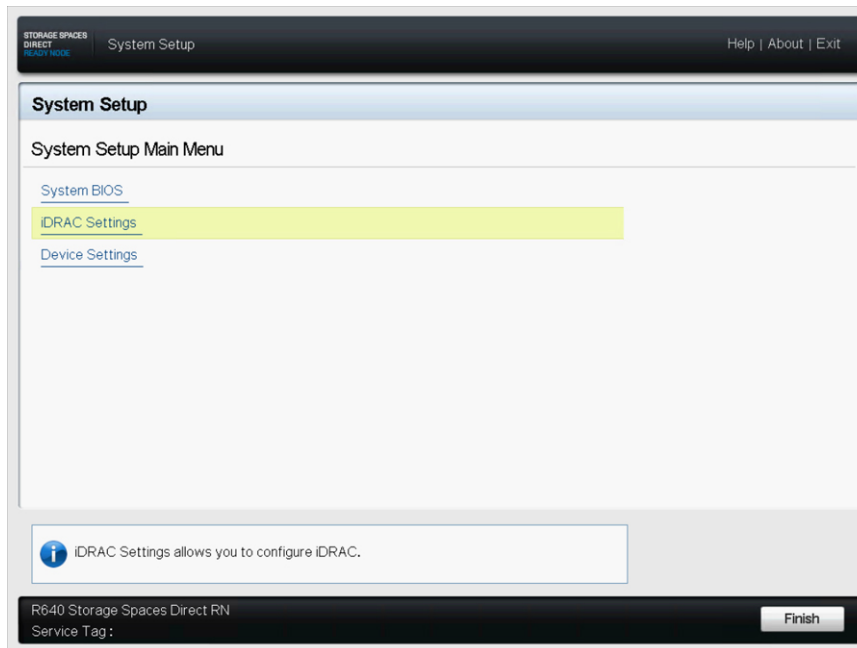 STORAGE SPACES
DIRECT
READY NODE
System Setup
Help | About | Exit
System Setup
System Setup Main Menu
System BIOS
iDRAC Settings
Device Settings
iDRAC Settings allows you to configure iDRAC.
R640 Storage Spaces Direct RN
Service Tag :
Finish